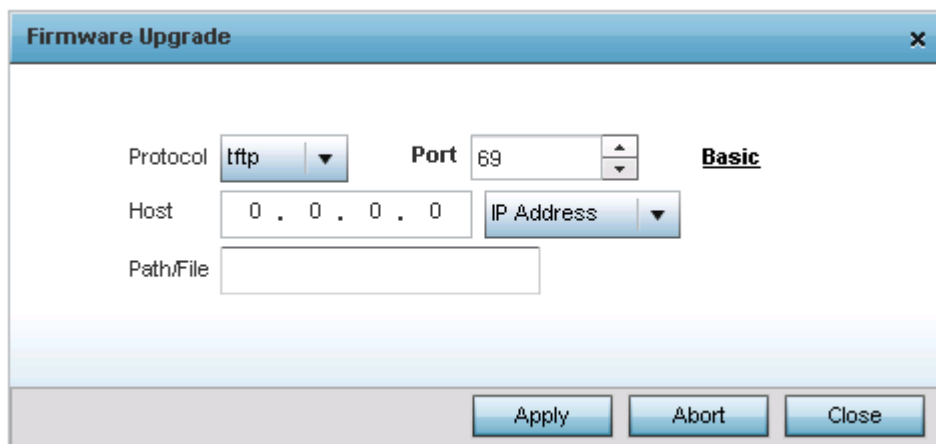 Firmware Upgrade x
Protocol tftp Port 69 Basic
Host 0 . 0 . 0 . 0 IP Address
Path/File
Apply Abort Close